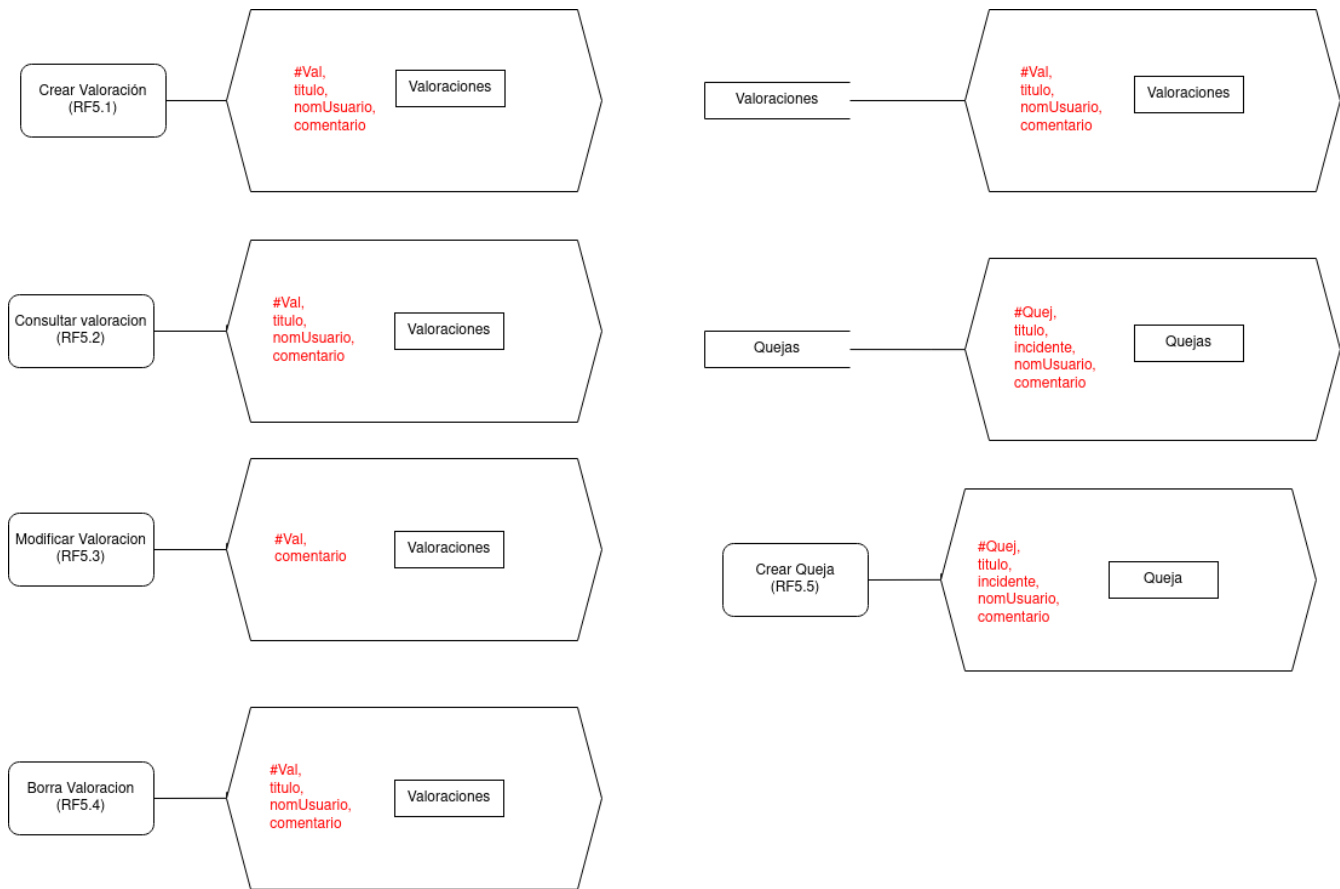 Crear Valoración
(RF5.1)
#Val,
titulo,
nomUsuario,
comentario
Valoraciones
Valoraciones
#Val,
titulo,
nomUsuario,
comentario
Valoraciones
Consultar valoracion
(RF5.2)
#Val,
titulo,
nomUsuario,
comentario
Valoraciones
Quejas
#Quej,
titulo,
incidente,
nomUsuario,
comentario
Quejas
Modificar Valoracion
(RF5.3)
#Val,
comentario
Valoraciones
Crear Queja
(RF5.5)
#Quej,
titulo,
incidente,
nomUsuario,
comentario
Queja
Borra Valoracion
(RF5.4)
#Val,
titulo,
nomUsuario,
comentario
Valoraciones